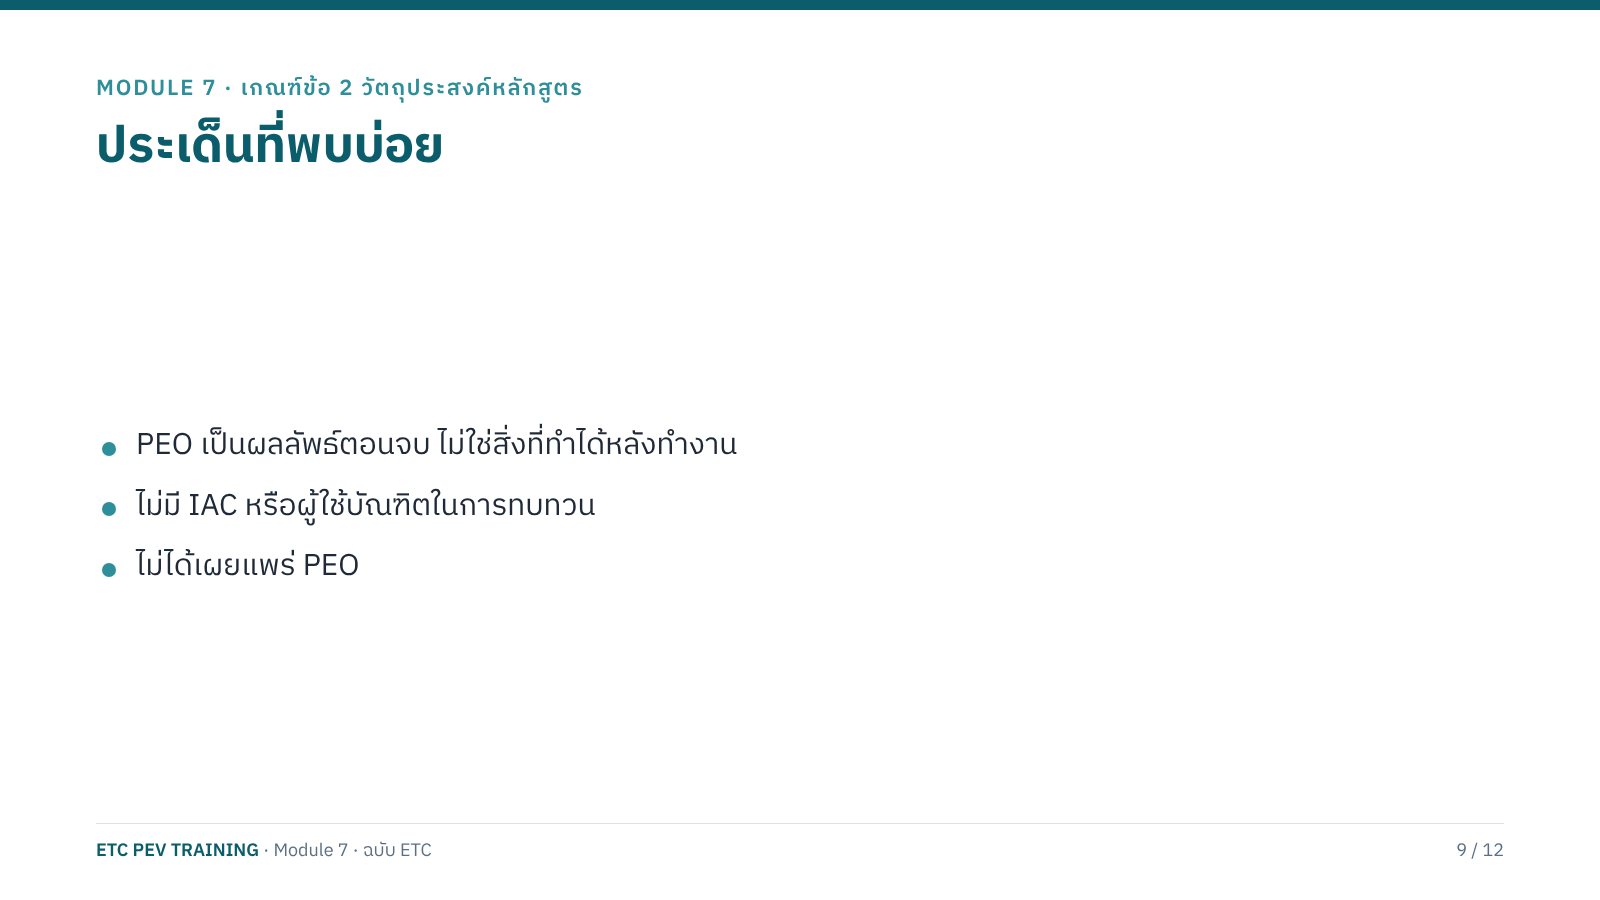 MODULE 7 · เกณฑ์ข้อ 2 วัตถุประสงค์หลักสูตร
ประเด็นที่พบบ่อย
● PEO เป็นผลลัพธ์ตอนจบ ไม่ใช่สิ่งที่ทำได้หลังทำงาน
● ไม่มี IAC หรือผู้ใช้บัณฑิตในการทบทวน
● ไม่ได้เผยแพร่ PEO
ETC PEV TRAINING · Module 7 · ฉบับ ETC
9 / 12